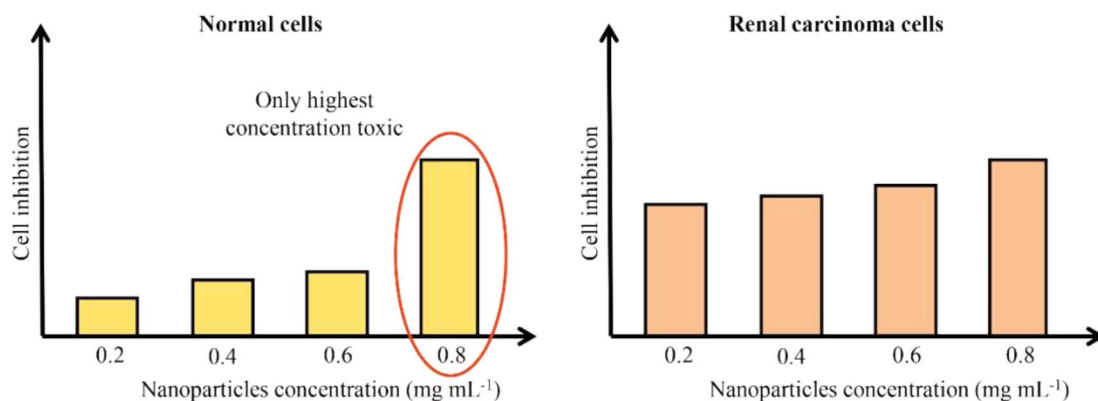 Normal cells
Only highest
concentration toxic
Cell inhibition
0.2 0.4 0.6 0.8
Nanoparticles concentration (mg mL⁻¹)
Renal carcinoma cells
Cell inhibition
0.2 0.4 0.6 0.8
Nanoparticles concentration (mg mL⁻¹)